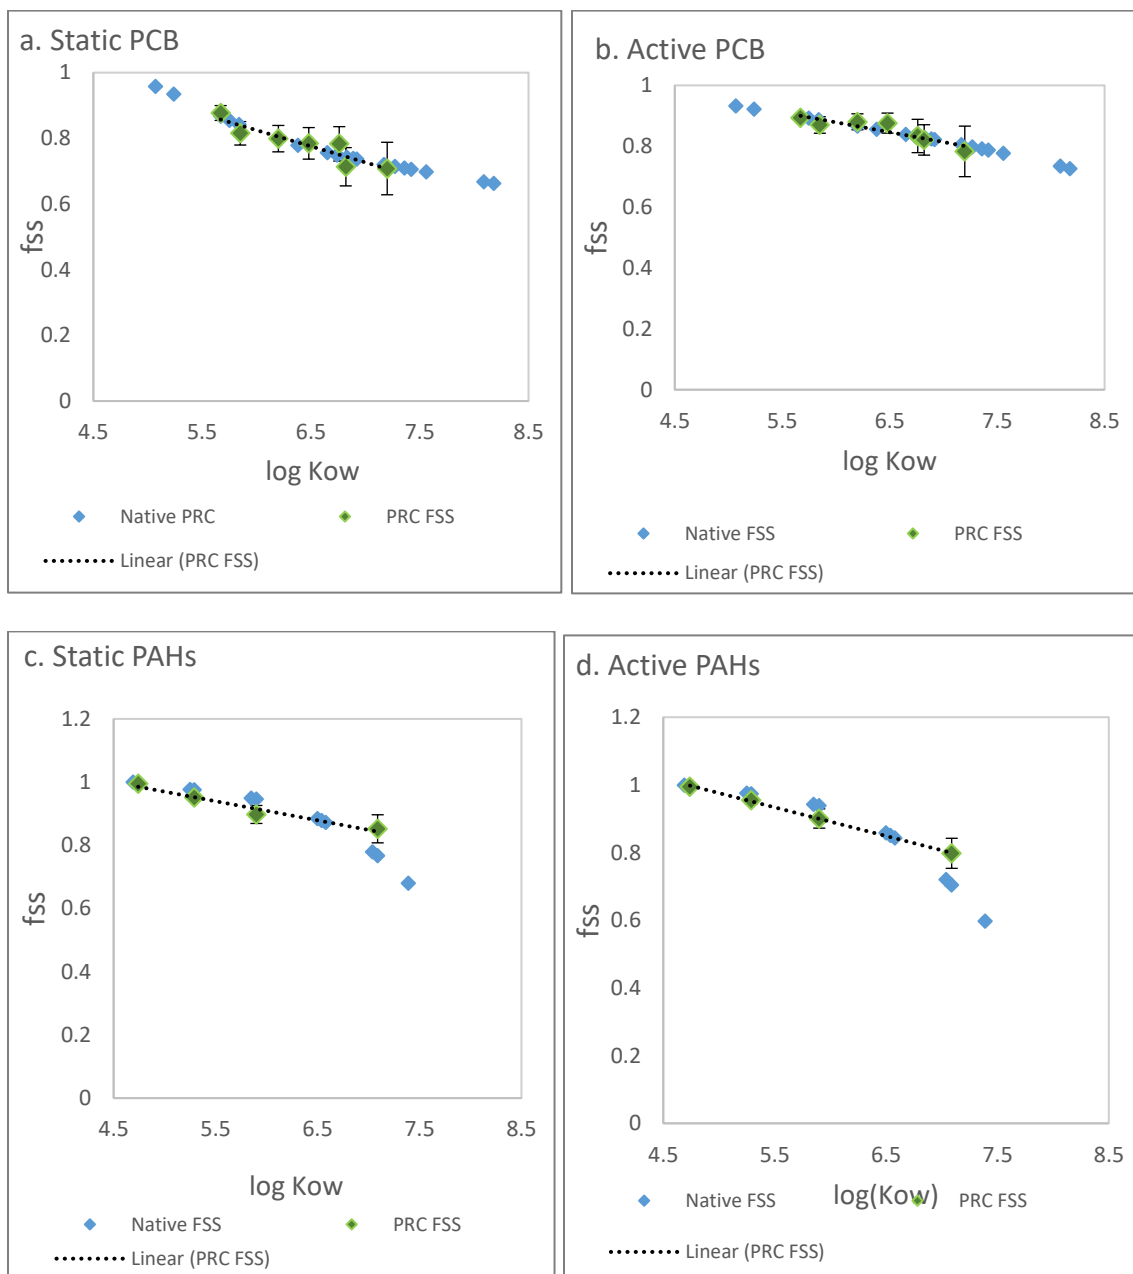 a. Static PCB
1
0.8
0.6
0.4
0.2
0
fss
4.5 5.5 6.5 7.5 8.5
log Kow
Native PRC PRC FSS
Linear (PRC FSS)
b. Active PCB
1
0.8
0.6
0.4
0.2
0
fss
4.5 5.5 6.5 7.5 8.5
log Kow
Native FSS PRC FSS
Linear (PRC FSS)
c. Static PAHs
1.2
1
0.8
0.6
0.4
0.2
0
fss
4.5 5.5 6.5 7.5 8.5
log Kow
Native FSS PRC FSS
Linear (PRC FSS)
d. Active PAHs
1.2
1
0.8
0.6
0.4
0.2
0
fss
4.5 5.5 6.5 7.5 8.5
log(Kow)
Native FSS PRC FSS
Linear (PRC FSS)